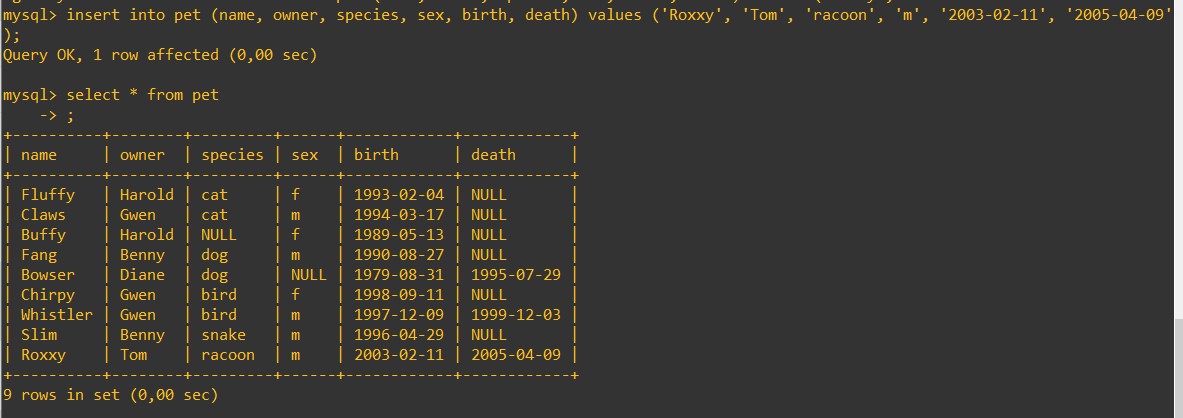 mysql> insert into pet (name, owner, species, sex, birth, death) values ('Roxxy', 'Tom', 'racoon', 'm', '2003-02-11', '2005-04-09'
);
Query OK, 1 row affected (0,00 sec)

mysql> select * from pet
    -> ;
+----------+--------+---------+------+------------+------------+
| name     | owner  | species | sex  | birth      | death      |
+----------+--------+---------+------+------------+------------+
| Fluffy   | Harold | cat     | f    | 1993-02-04 | NULL       |
| Claws    | Gwen   | cat     | m    | 1994-03-17 | NULL       |
| Buffy    | Harold | NULL    | f    | 1989-05-13 | NULL       |
| Fang     | Benny  | dog     | m    | 1990-08-27 | NULL       |
| Bowser   | Diane  | dog     | NULL | 1979-08-31 | 1995-07-29 |
| Chirpy   | Gwen   | bird    | f    | 1998-09-11 | NULL       |
| Whistler | Gwen   | bird    | m    | 1997-12-09 | 1999-12-03 |
| Slim     | Benny  | snake   | m    | 1996-04-29 | NULL       |
| Roxxy    | Tom    | racoon  | m    | 2003-02-11 | 2005-04-09 |
+----------+--------+---------+------+------------+------------+
9 rows in set (0,00 sec)